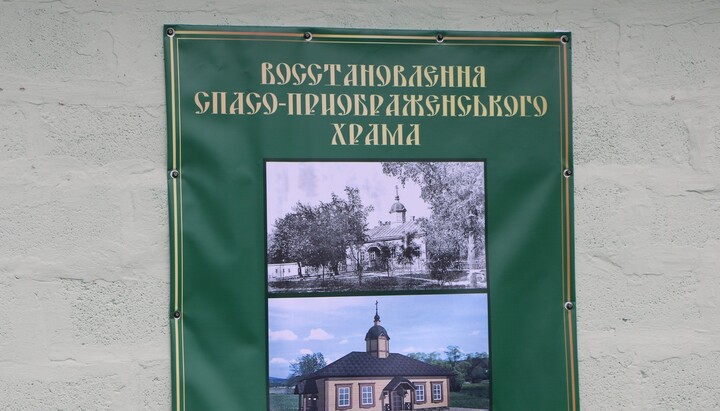 ВОССТАНОВЛЕННЯ
СПАСО-ПРИОБРАЖЕНСЬКОГО
ХРАМА